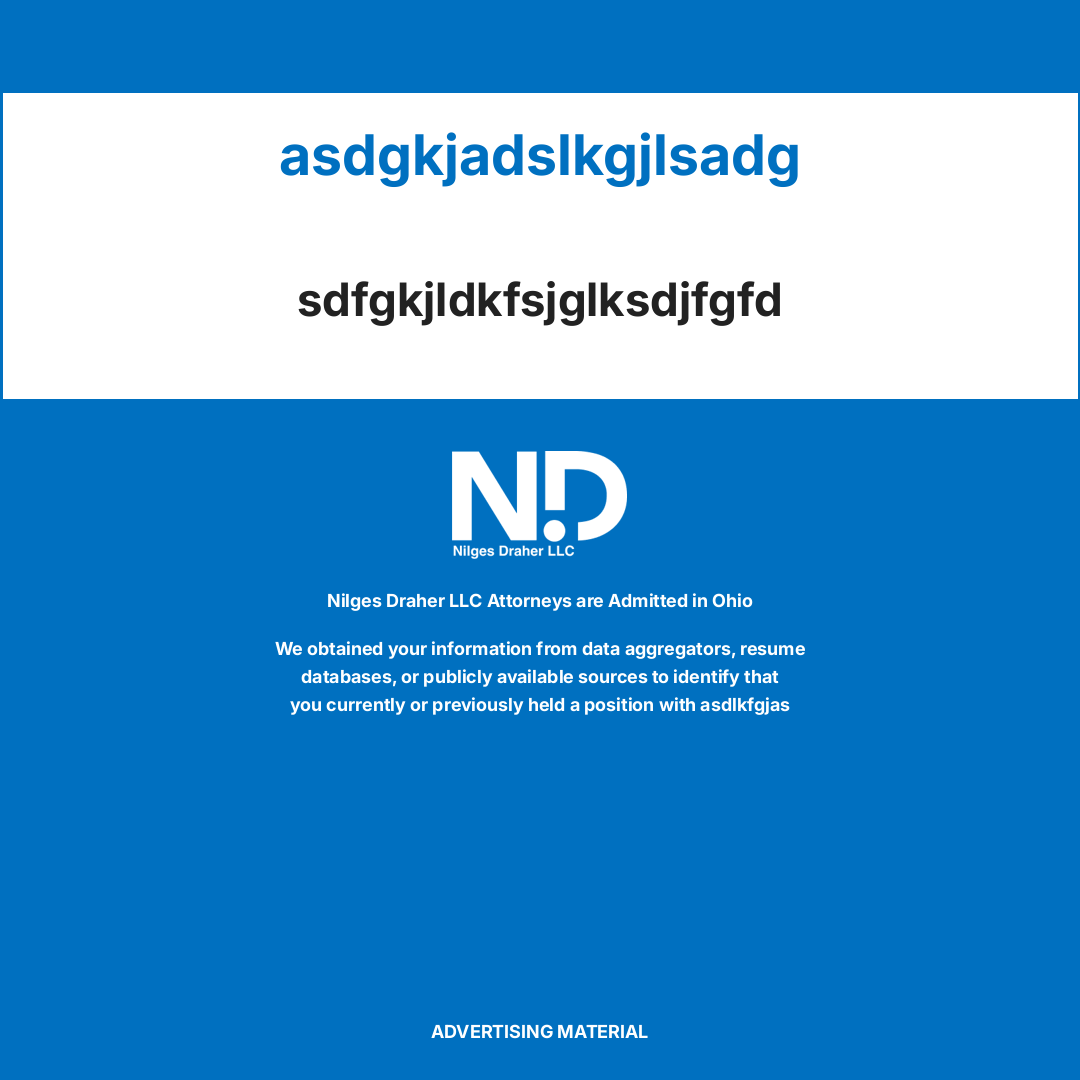 asdgkjadslkgjlsadg
sdfgkjldkfsjglksdjfgfd
ND
Nilges Draher LLC
Nilges Draher LLC Attorneys are Admitted in Ohio
We obtained your information from data aggregators, resume
databases, or publicly available sources to identify that
you currently or previously held a position with asdlkfgjas
ADVERTISING MATERIAL